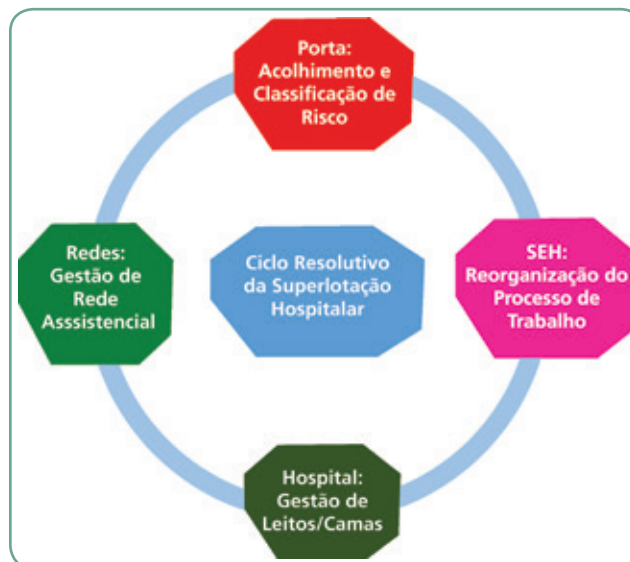 Porta:
Acolhimento e
Classificação de
Risco
Redes:
Gestão de
Rede
Asssistencial
Ciclo Resolutivo
da Superlotação
Hospitalar
SEH:
Reorganização do
Processo de
Trabalho
Hospital:
Gestão de
Leitos/Camas